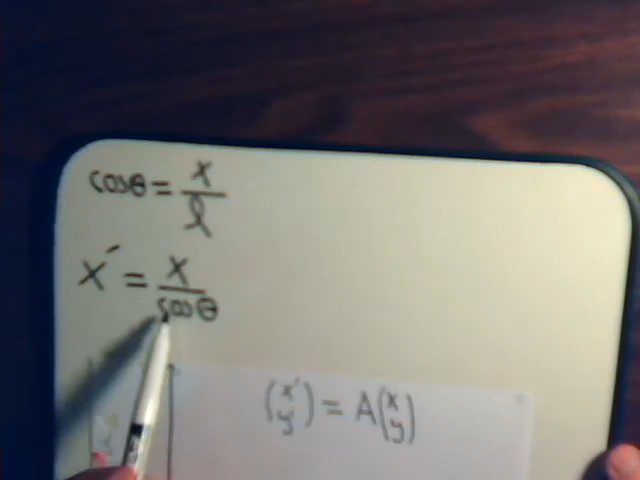 cosθ = x/l
x' = x/cosθ
(x' y') = A(x y)